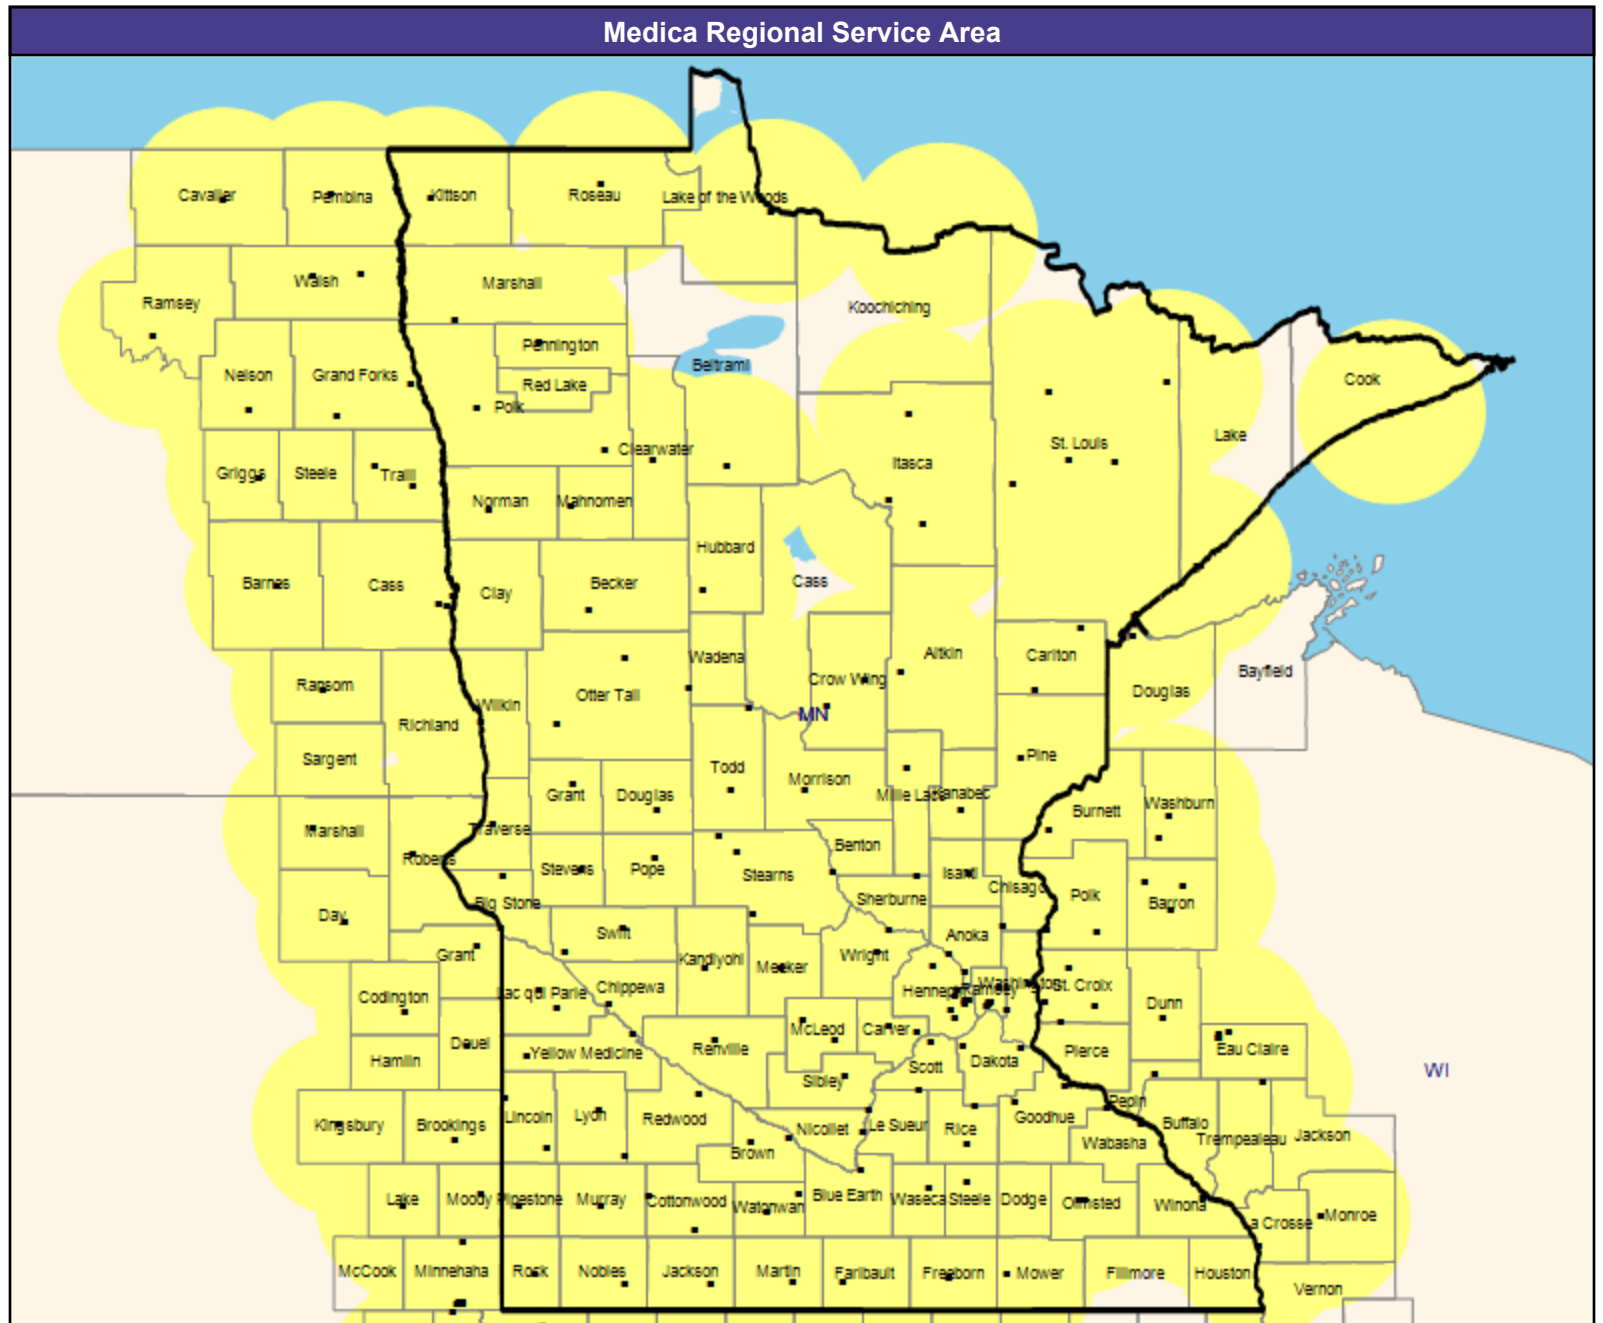 Medica Regional Service Area
Cavalier Pembina Kittson Roseau Lake of the Woods
Walsh Marshall
Ramsey Koochiching
Pennington
Nelson Grand Forks Red Lake Beltrami Cook
Polk
Clearwater St. Louis Lake
Griggs Steele Traill Itasca
Norman Mahnomen
Hubbard
Barnes Cass Clay Becker Cass
Ransom Wadena Crow Wing Aitkin Carlton Bayfield
Richland Wilkin Otter Tail Douglas
MN
Sargent Todd Morrison Pine
Grant Douglas Mille Lacs Kanabec Burnett Washburn
Marshall Traverse
Roberts Stevens Pope Stearns Benton Isanti
Day Big Stone Sherburne Chisago Polk Barron
Grant Swift Kandiyohi Meeker Wright Anoka
Codington Lac qui Parle Chippewa Hennepin Ramsey Washington St. Croix Dunn
Hamlin Deuel Yellow Medicine Renville McLeod Carver Scott Dakota Pierce Eau Claire
WI
Sibley
Kingsbury Brookings Lincoln Lyon Redwood Brown Nicollet Le Sueur Rice Goodhue Pepin Buffalo Trempealeau Jackson
Wabasha
Lake Moody Pipestone Murray Cottonwood Watonwan Blue Earth Waseca Steele Dodge Olmsted Winona La Crosse Monroe
McCook Minnehaha Rock Nobles Jackson Martin Faribault Freeborn Mower Fillmore Houston Vernon